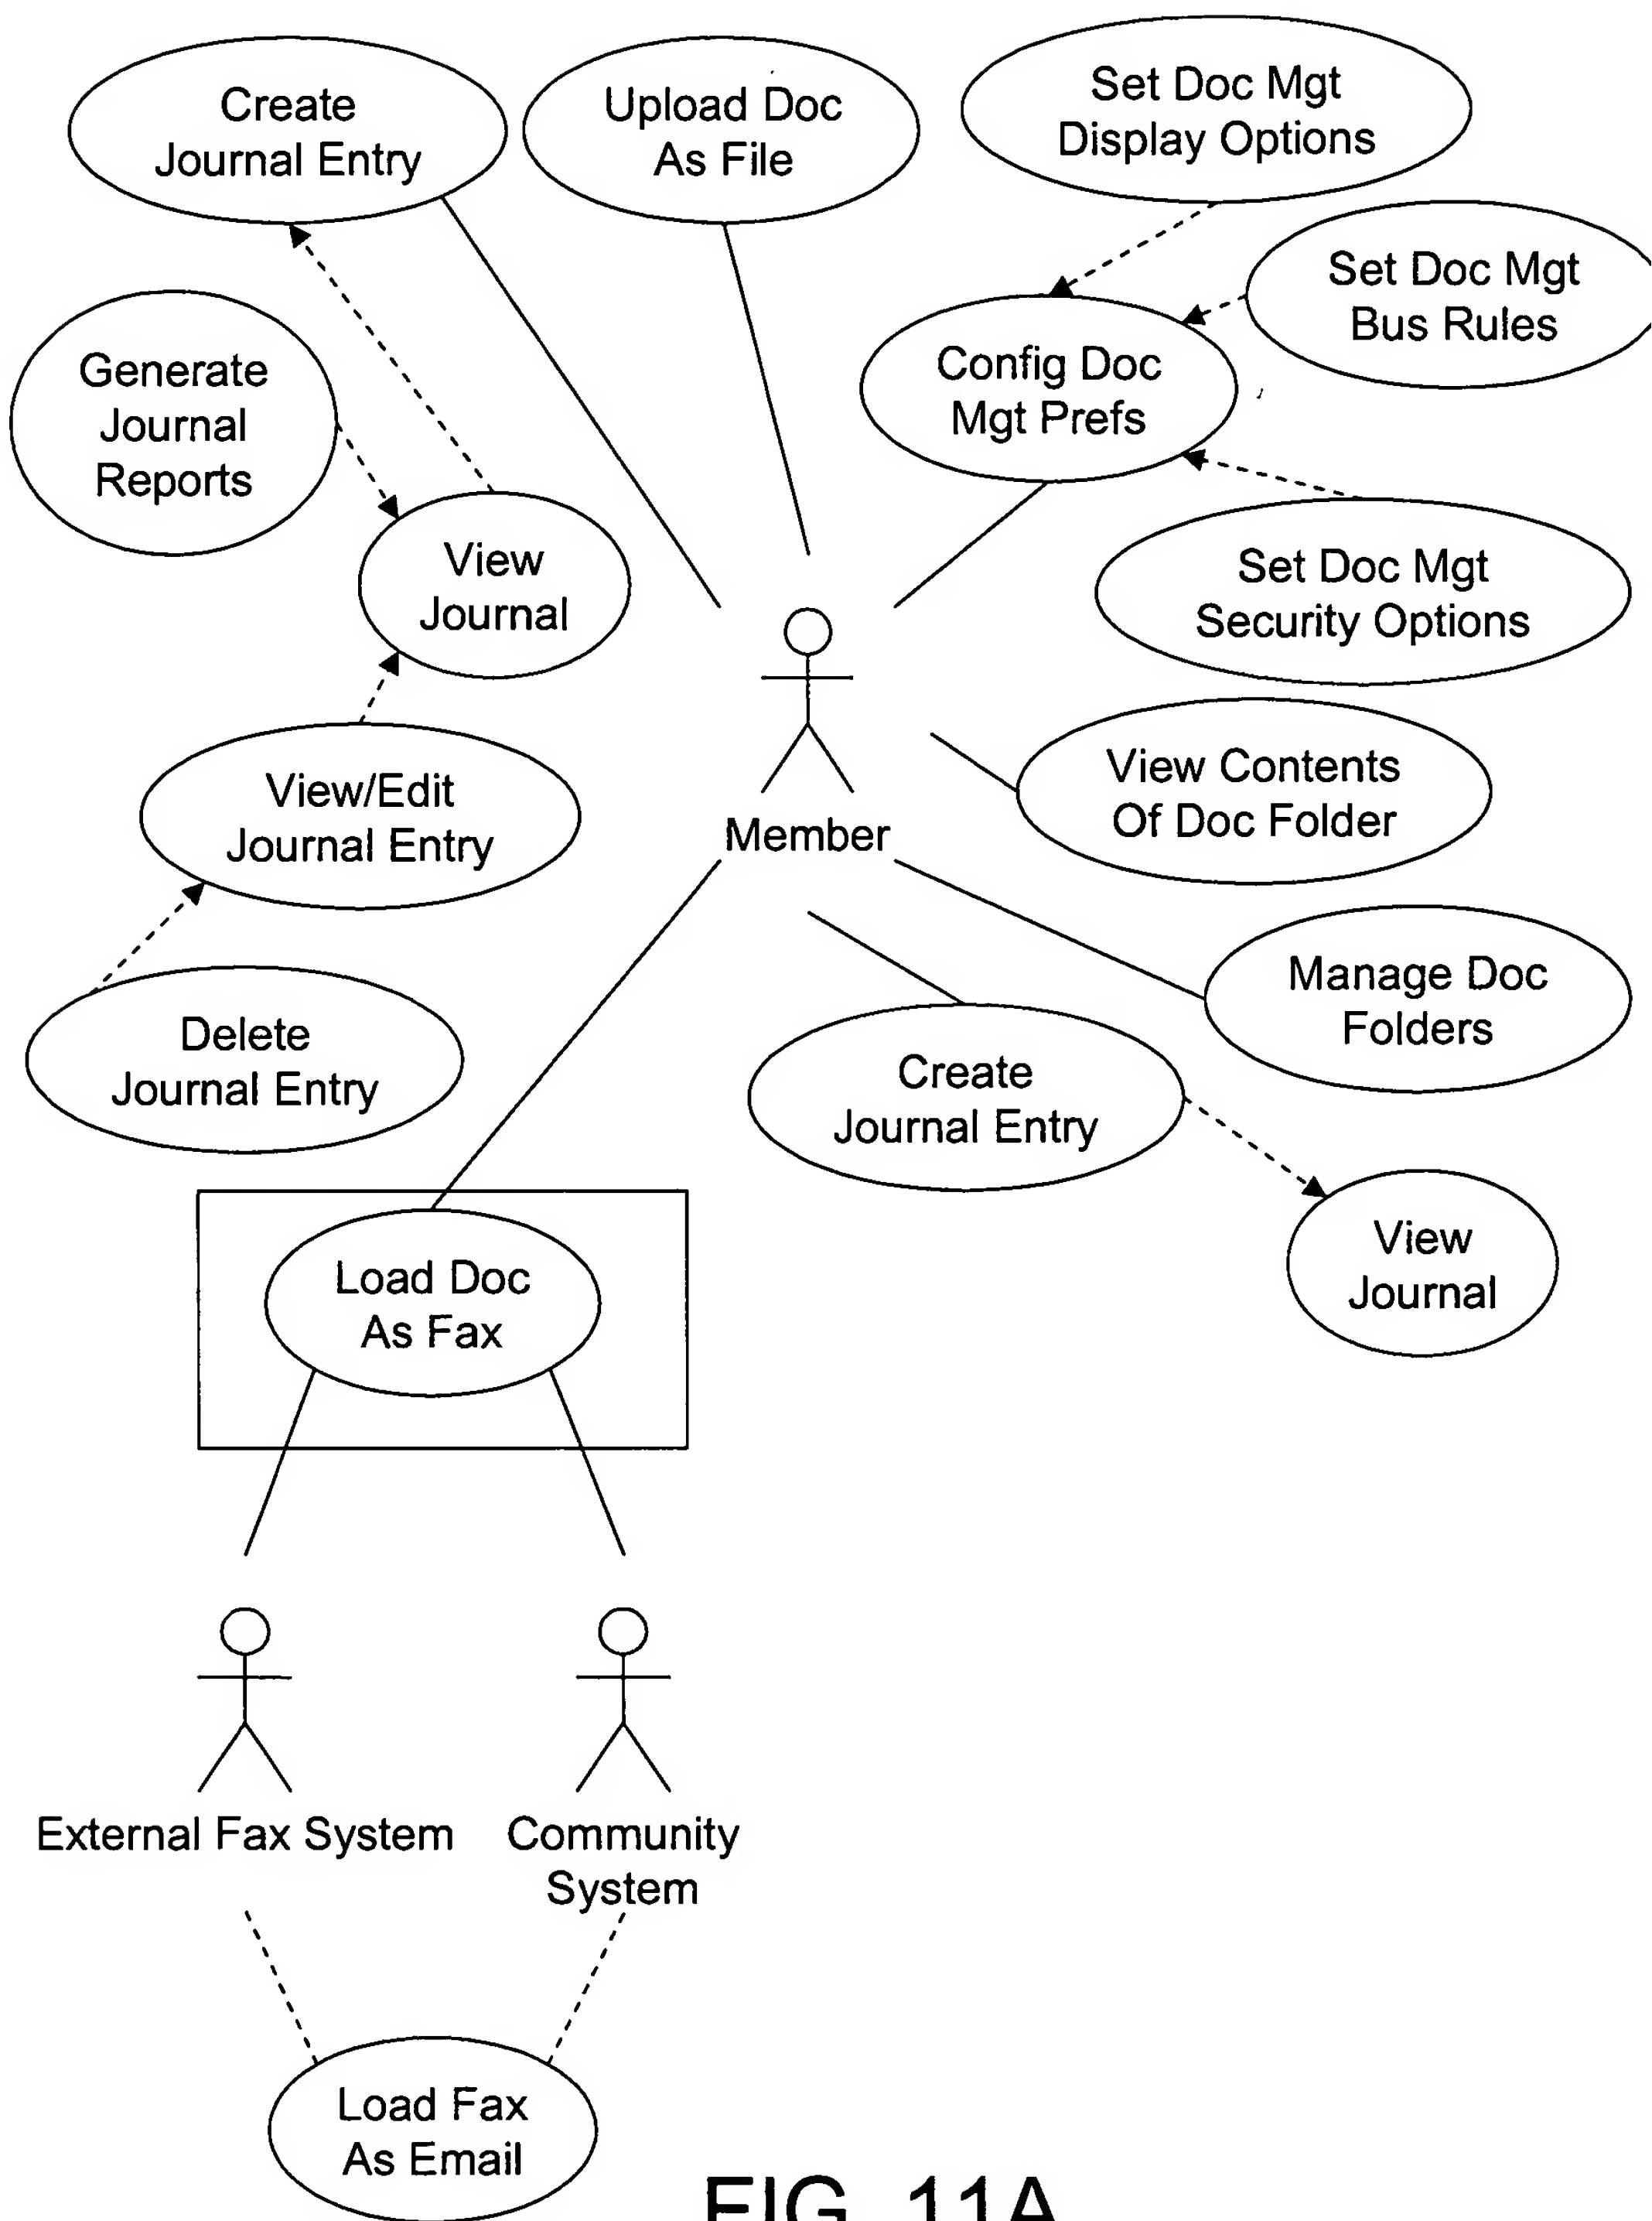 Create
Journal Entry
Upload Doc
As File
Set Doc Mgt
Display Options
Set Doc Mgt
Bus Rules
Config Doc
Mgt Prefs
Generate
Journal
Reports
View
Journal
Set Doc Mgt
Security Options
View/Edit
Journal Entry
Member
View Contents
Of Doc Folder
Manage Doc
Folders
Delete
Journal Entry
Create
Journal Entry
View
Journal
Load Doc
As Fax
External Fax System
Community
System
Load Fax
As Email
FIG. 11A